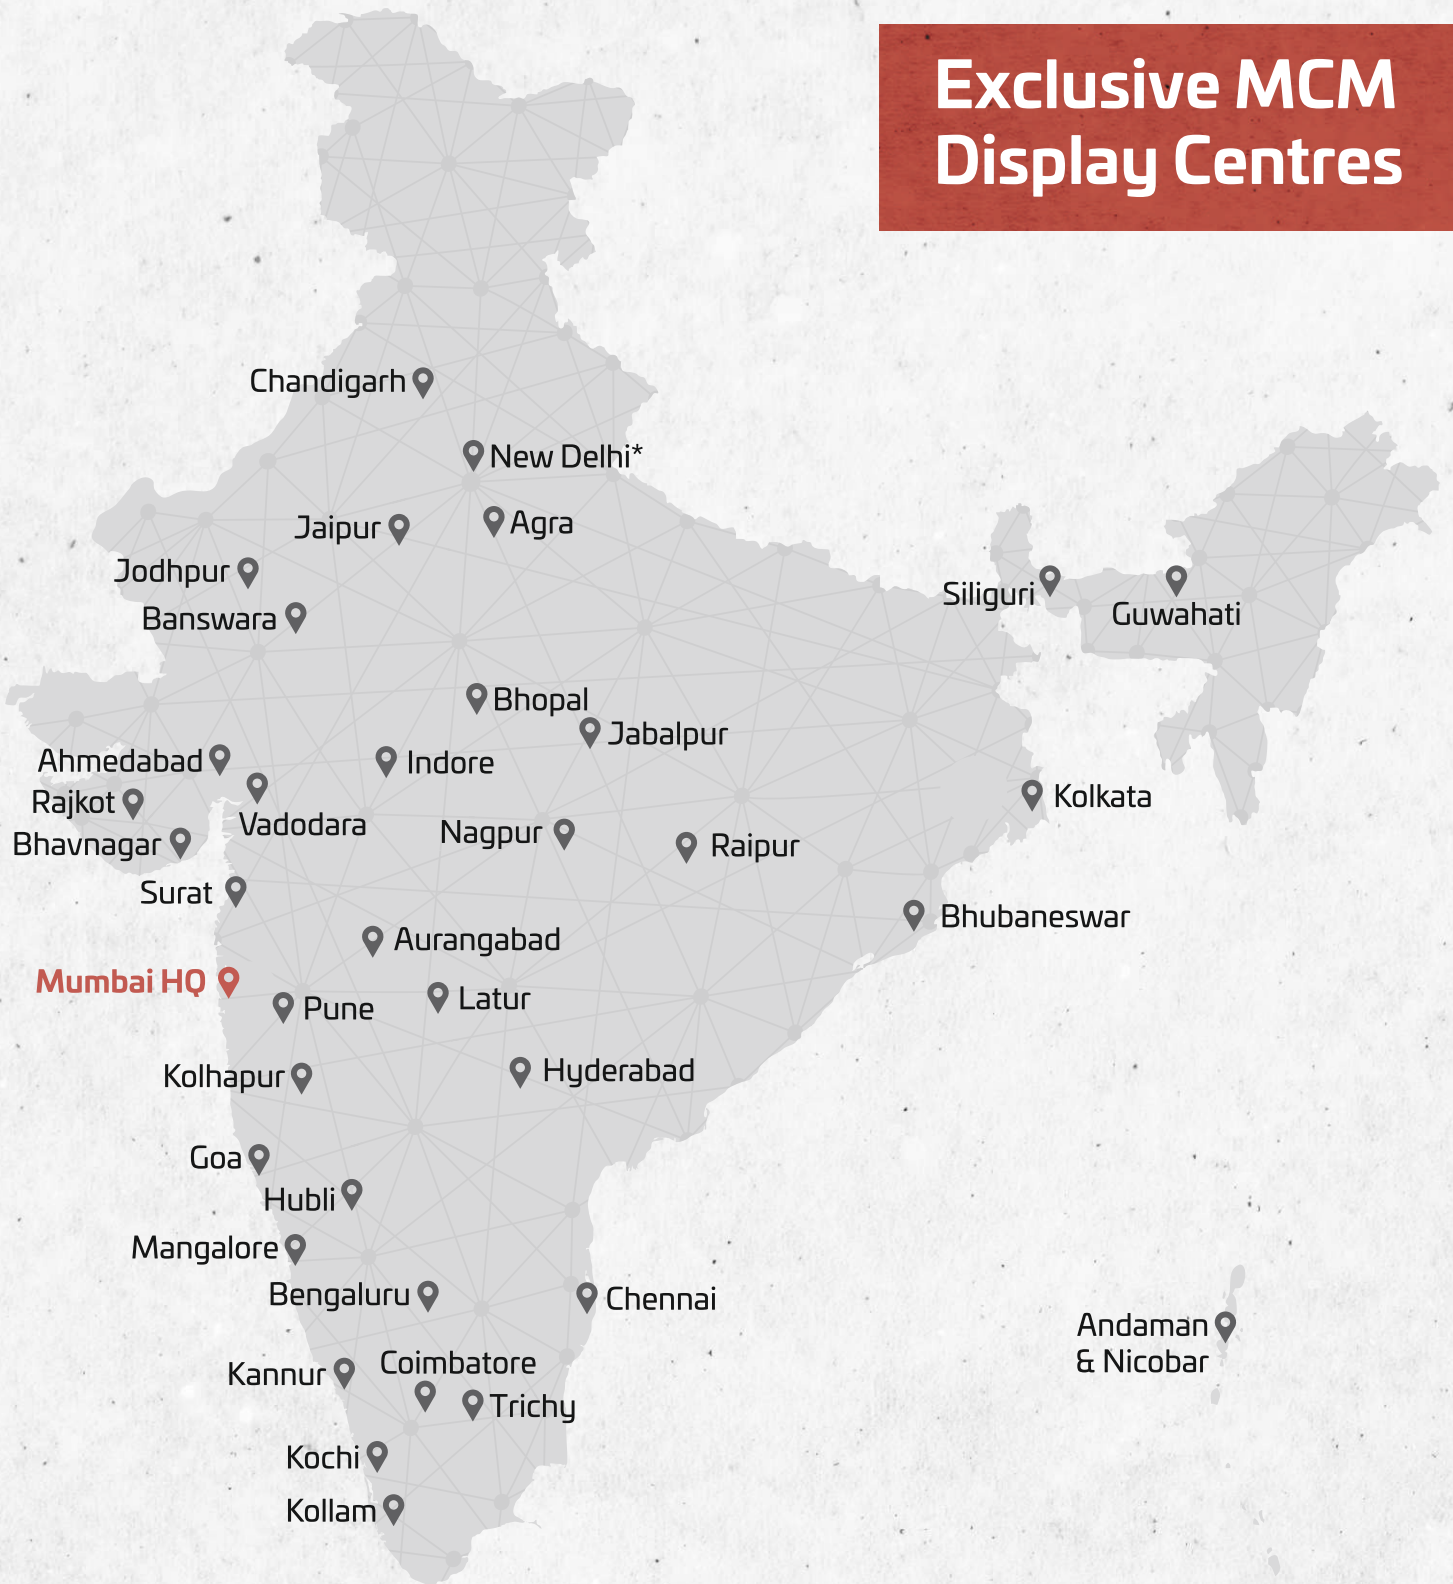 Exclusive MCM
Display Centres
Chandigarh
New Delhi*
Jaipur
Agra
Jodhpur
Banswara
Siliguri
Guwahati
Bhopal
Jabalpur
Ahmedabad
Indore
Rajkot
Vadodara
Kolkata
Bhavnagar
Nagpur
Raipur
Surat
Bhubaneswar
Aurangabad
Mumbai HQ
Pune
Latur
Kolhapur
Hyderabad
Goa
Hubli
Mangalore
Bengaluru
Chennai
Andaman
& Nicobar
Kannur
Coimbatore
Trichy
Kochi
Kollam